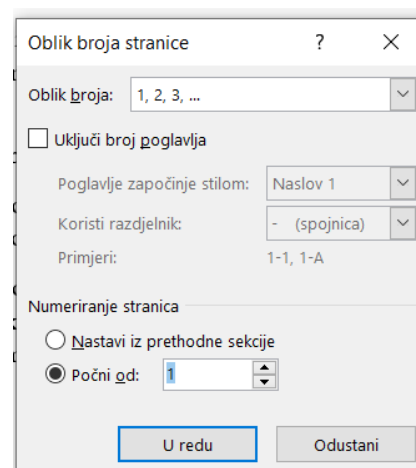 Oblik broja stranice ? ×
Oblik broja: 1, 2, 3, ...
Uključi broj poglavlja
Poglavlje započinje stilom: Naslov 1
Koristi razdjelnik: - (spojnica)
Primjeri: 1-1, 1-A
Numeriranje stranica
Nastavi iz prethodne sekcije
Počni od: 1
U redu Odustani